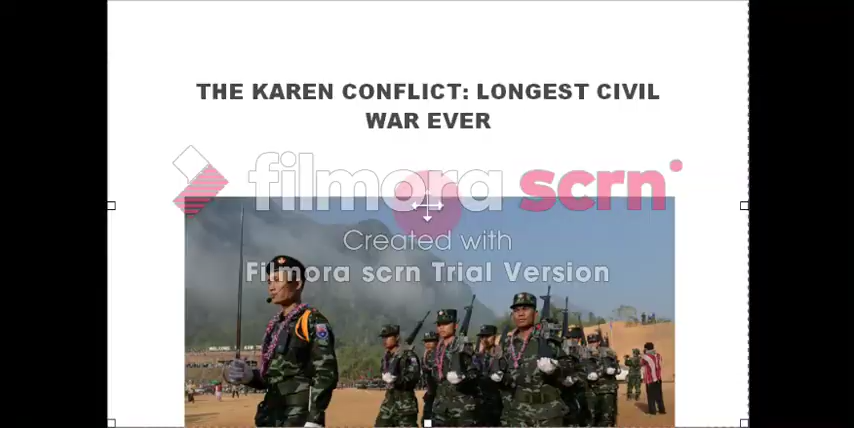 THE KAREN CONFLICT: LONGEST CIVIL
WAR EVER
filmora scrn
Created with
Filmora scrn Trial Version